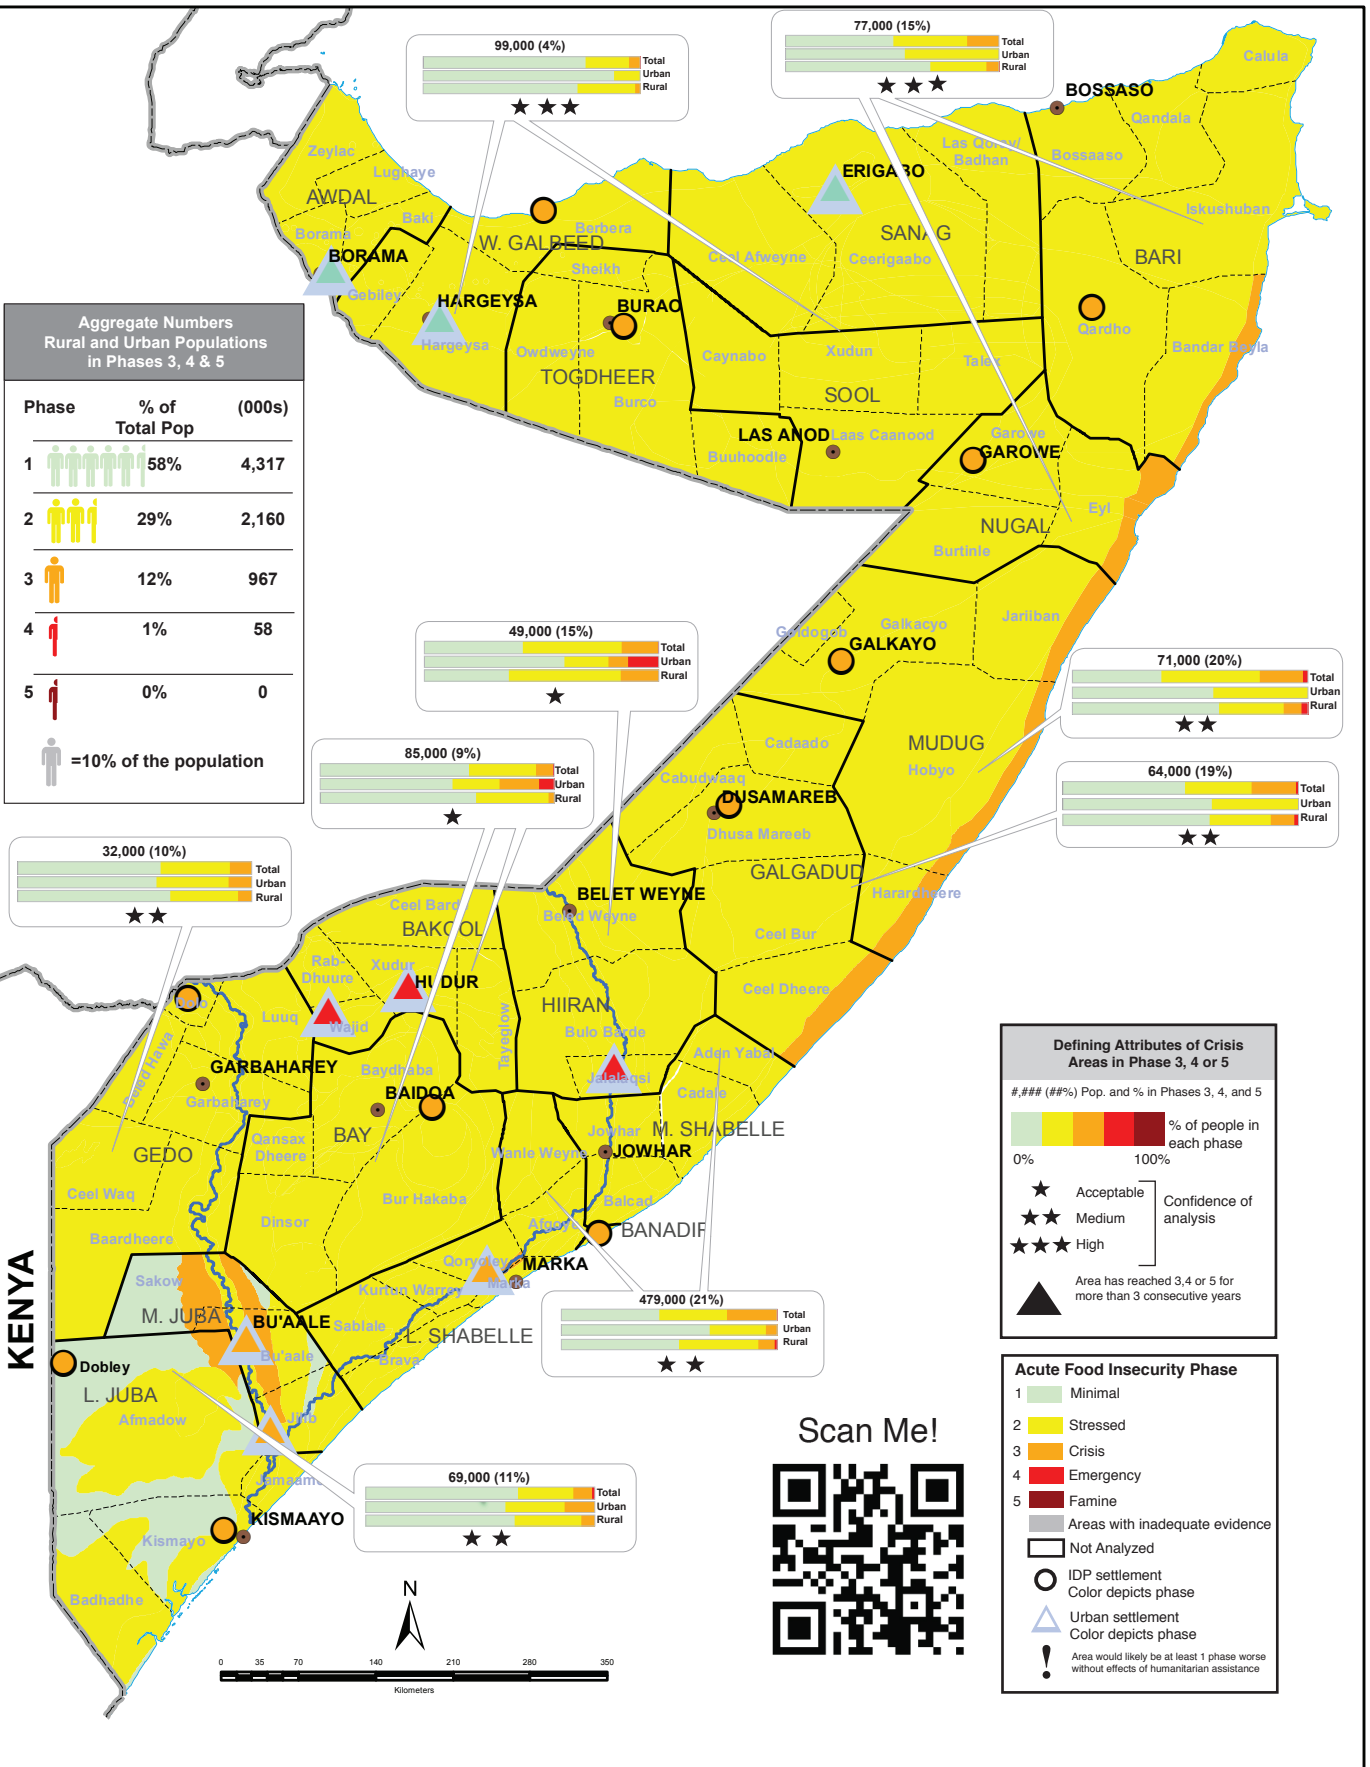 99,000 (4%)
Total
Urban
Rural
77,000 (15%)
Total
Urban
Rural
Calula
BOSSASO
Qandala
Las Qoray/
Badhan
Bossaaso
Zeylac
Lughaye
ERIGABO
AWDAL
Baki
Iskushuban
Borama
Berbera
SANAG
W. GALBEED
BORAMA
Ceel Afweyne
Ceerigaabo
BARI
Sheikh
Gebiley
HARGEYSA
BURAO
Qardho
Hargeysa
Owdweyne
Caynabo
Xudun
Talex
Bandar Bayla
TOGDHEER
SOOL
Burco
LAS ANOD
Laas Caanood
Garowe
GAROWE
Buuhoodle
Eyl
NUGAL
Burtinle
Aggregate Numbers
Rural and Urban Populations
in Phases 3, 4 & 5
Phase
% of
Total Pop
(000s)
1 58% 4,317
2 29% 2,160
3 12% 967
4 1% 58
5 0% 0
=10% of the population
Goldogob
Galkacyo
Jariiban
GALKAYO
49,000 (15%)
Total
Urban
Rural
71,000 (20%)
Total
Urban
Rural
85,000 (9%)
Total
Urban
Rural
MUDUG
Cadaado
Hobyo
Cabudwaaq
64,000 (19%)
Total
Urban
Rural
DUSAMAREB
Dhusa Mareeb
32,000 (10%)
Total
Urban
Rural
GALGADUD
Harardheere
BELET WEYNE
Beled Weyne
Ceel Bur
Ceel Bard
BAKOOL
Rab-
Dhuure
Xudur
HUDUR
Ceel Dheere
Dolo
HIIRAN
Luuq
Wajid
Tayeglow
Bulo Barde
Aden Yabal
Beled Hawa
GARBAHAREY
Baydhaba
Jalalaqsi
Garbaharey
BAIDOA
Cadale
BAY
Qansax
Dheere
Jowhar
M. SHABELLE
GEDO
Wanle Weyne
JOWHAR
Ceel Waq
Bur Hakaba
Balcad
Dinsor
Afgoye
BANADIR
Baardheere
Qoryoley
MARKA
Marka
Sakow
Kurtun Warrey
KENYA
M. JUBA
BU'AALE
Sablale
L. SHABELLE
Bu'aale
Brava
Dobley
L. JUBA
Afmadow
Jilib
479,000 (21%)
Total
Urban
Rural
Jamaame
69,000 (11%)
Total
Urban
Rural
KISMAAYO
Kismayo
Badhadhe
N
0 35 70 140 210 280 350
Kilometers
Scan Me!
Defining Attributes of Crisis
Areas in Phase 3, 4 or 5
#,### (##%) Pop. and % in Phases 3, 4, and 5
% of people in
each phase
0% 100%
Acceptable
Medium
High
Confidence of
analysis
Area has reached 3,4 or 5 for
more than 3 consecutive years
Acute Food Insecurity Phase
1 Minimal
2 Stressed
3 Crisis
4 Emergency
5 Famine
Areas with inadequate evidence
Not Analyzed
IDP settlement
Color depicts phase
Urban settlement
Color depicts phase
! Area would likely be at least 1 phase worse
without effects of humanitarian assistance